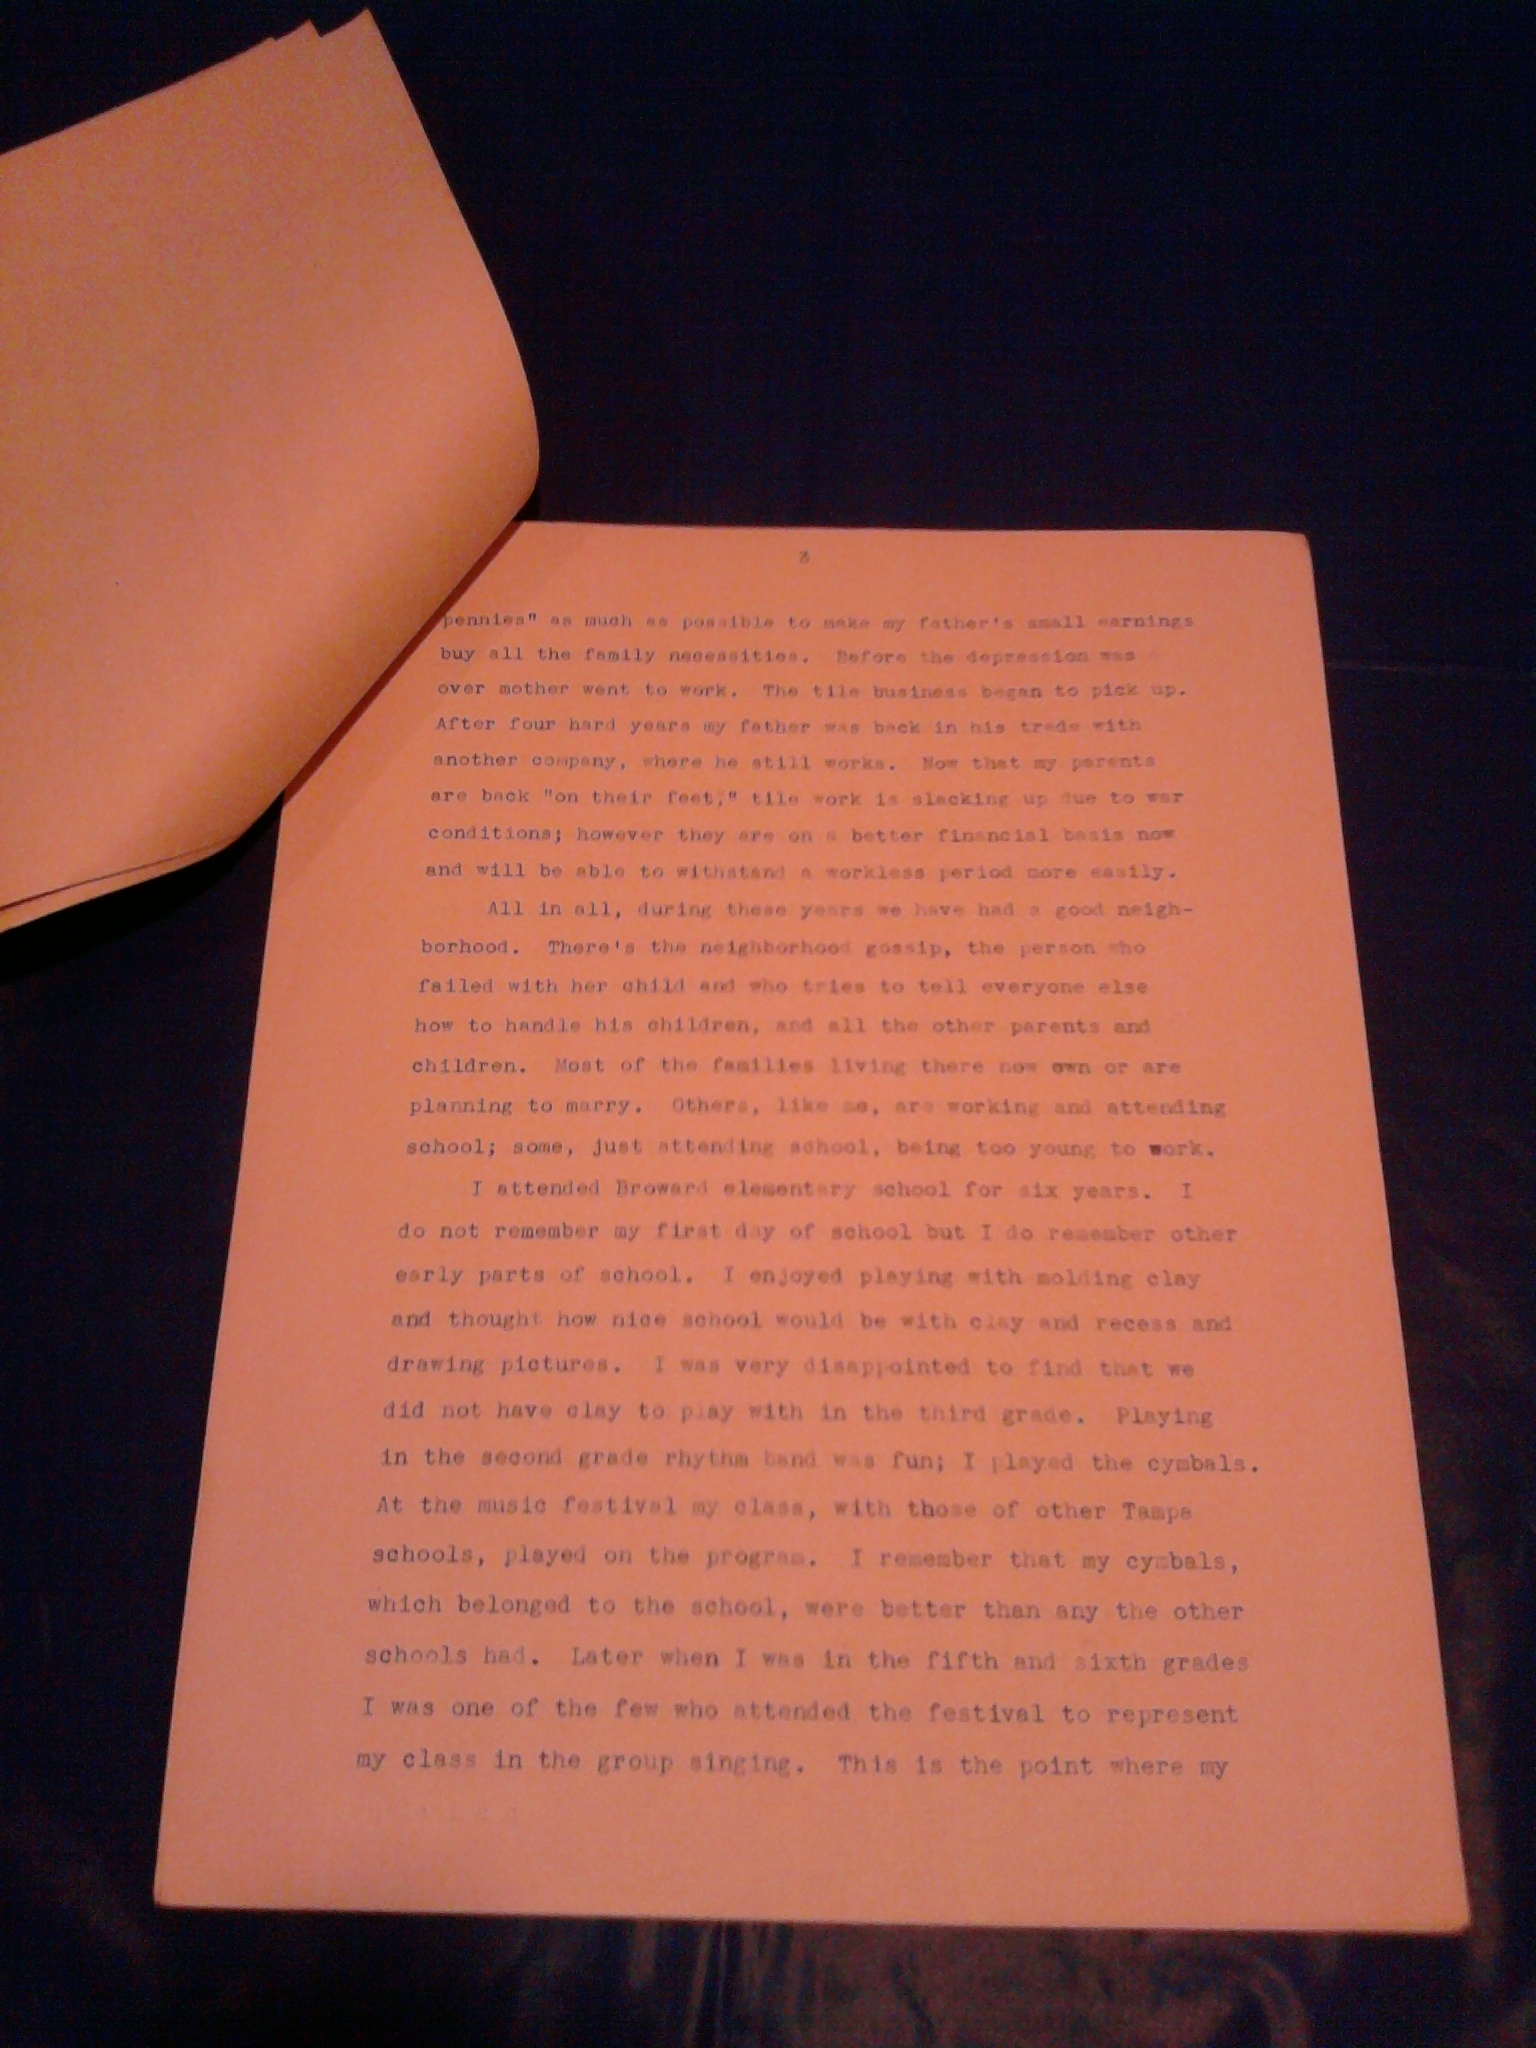 pennies" as much as possible to make my father's small earnings
buy all the family necessities. Before the depression was
over mother went to work. The tile business began to pick up.
After four hard years my father was back in his trade with
another company, where he still works. Now that my parents
are back "on their feet," tile work is slacking up due to war
conditions; however they are on a better financial basis now
and will be able to withstand a workless period more easily.
All in all, during these years we have had a good neigh-
borhood. There's the neighborhood gossip, the person who
failed with her child and who tries to tell everyone else
how to handle his children, and all the other parents and
children. Most of the families living there now own or are
planning to marry. Others, like me, are working and attending
school; some, just attending school, being too young to work.
I attended Broward elementary school for six years. I
do not remember my first day of school but I do remember other
early parts of school. I enjoyed playing with molding clay
and though how nice school would be with clay and recess and
drawing pictures. I was very disappointed to find that we
did not have clay to play with in the third grade. Playing
in the second grade rhythm band was fun; I played the cymbals.
At the music festival my class, with those of other Tampa
schools, played on the program. I remember that my cymbals,
which belonged to the school, were better than any the other
schools had. Later when I was in the fifth and sixth grades
I was one of the few who attended the festival to represent
my class in the group singing. This is the point where my